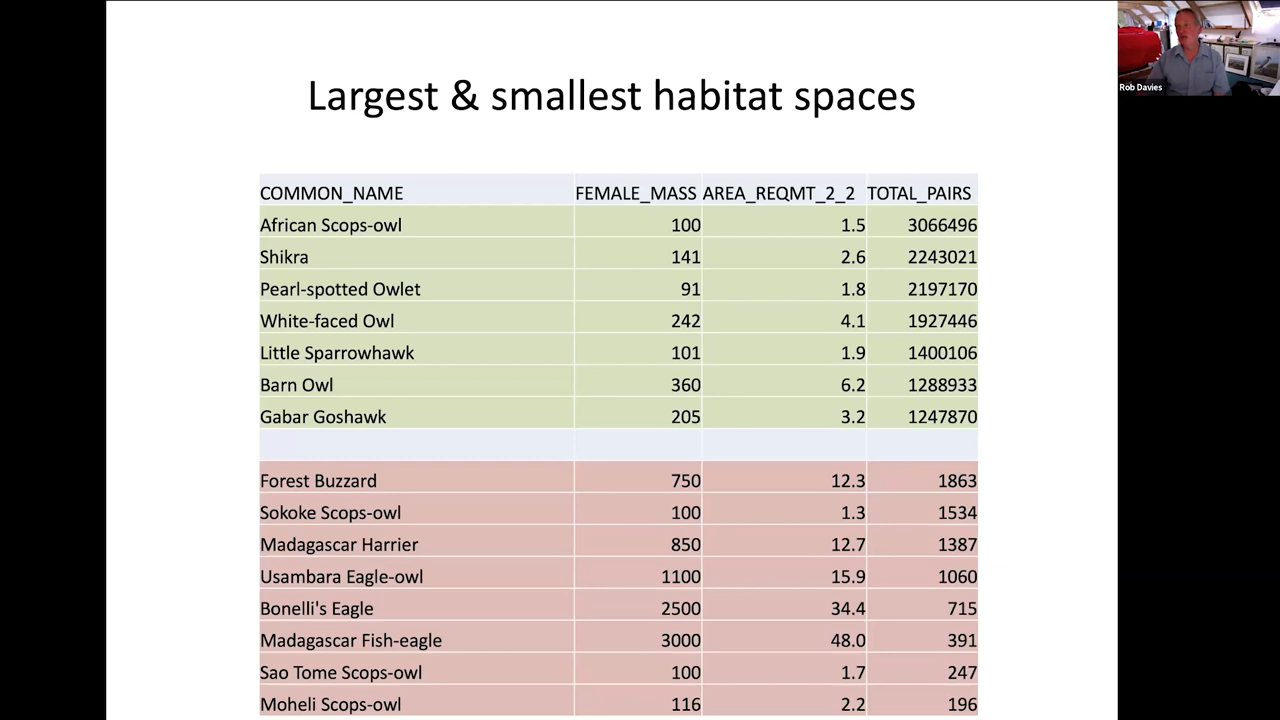 Largest & smallest habitat spaces
Rob Davies
COMMON_NAME FEMALE_MASS AREA_REQMT_2_2 TOTAL_PAIRS
African Scops-owl 100 1.5 3066496
Shikra 141 2.6 2243021
Pearl-spotted Owlet 91 1.8 2197170
White-faced Owl 242 4.1 1927446
Little Sparrowhawk 101 1.9 1400106
Barn Owl 360 6.2 1288933
Gabar Goshawk 205 3.2 1247870
Forest Buzzard 750 12.3 1863
Sokoke Scops-owl 100 1.3 1534
Madagascar Harrier 850 12.7 1387
Usambara Eagle-owl 1100 15.9 1060
Bonelli's Eagle 2500 34.4 715
Madagascar Fish-eagle 3000 48.0 391
Sao Tome Scops-owl 100 1.7 247
Moheli Scops-owl 116 2.2 196